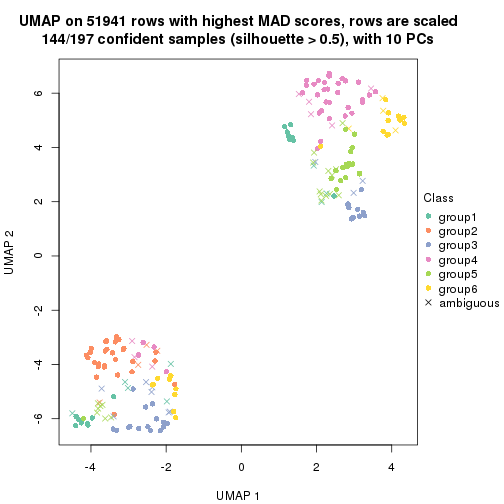 UMAP on 51941 rows with highest MAD scores, rows are scaled
144/197 confident samples (silhouette > 0.5), with 10 PCs
6
4
2
0
-2
-4
-6
UMAP 2
-4
-2
0
2
4
UMAP 1
Class
group1
group2
group3
group4
group5
group6
ambiguous